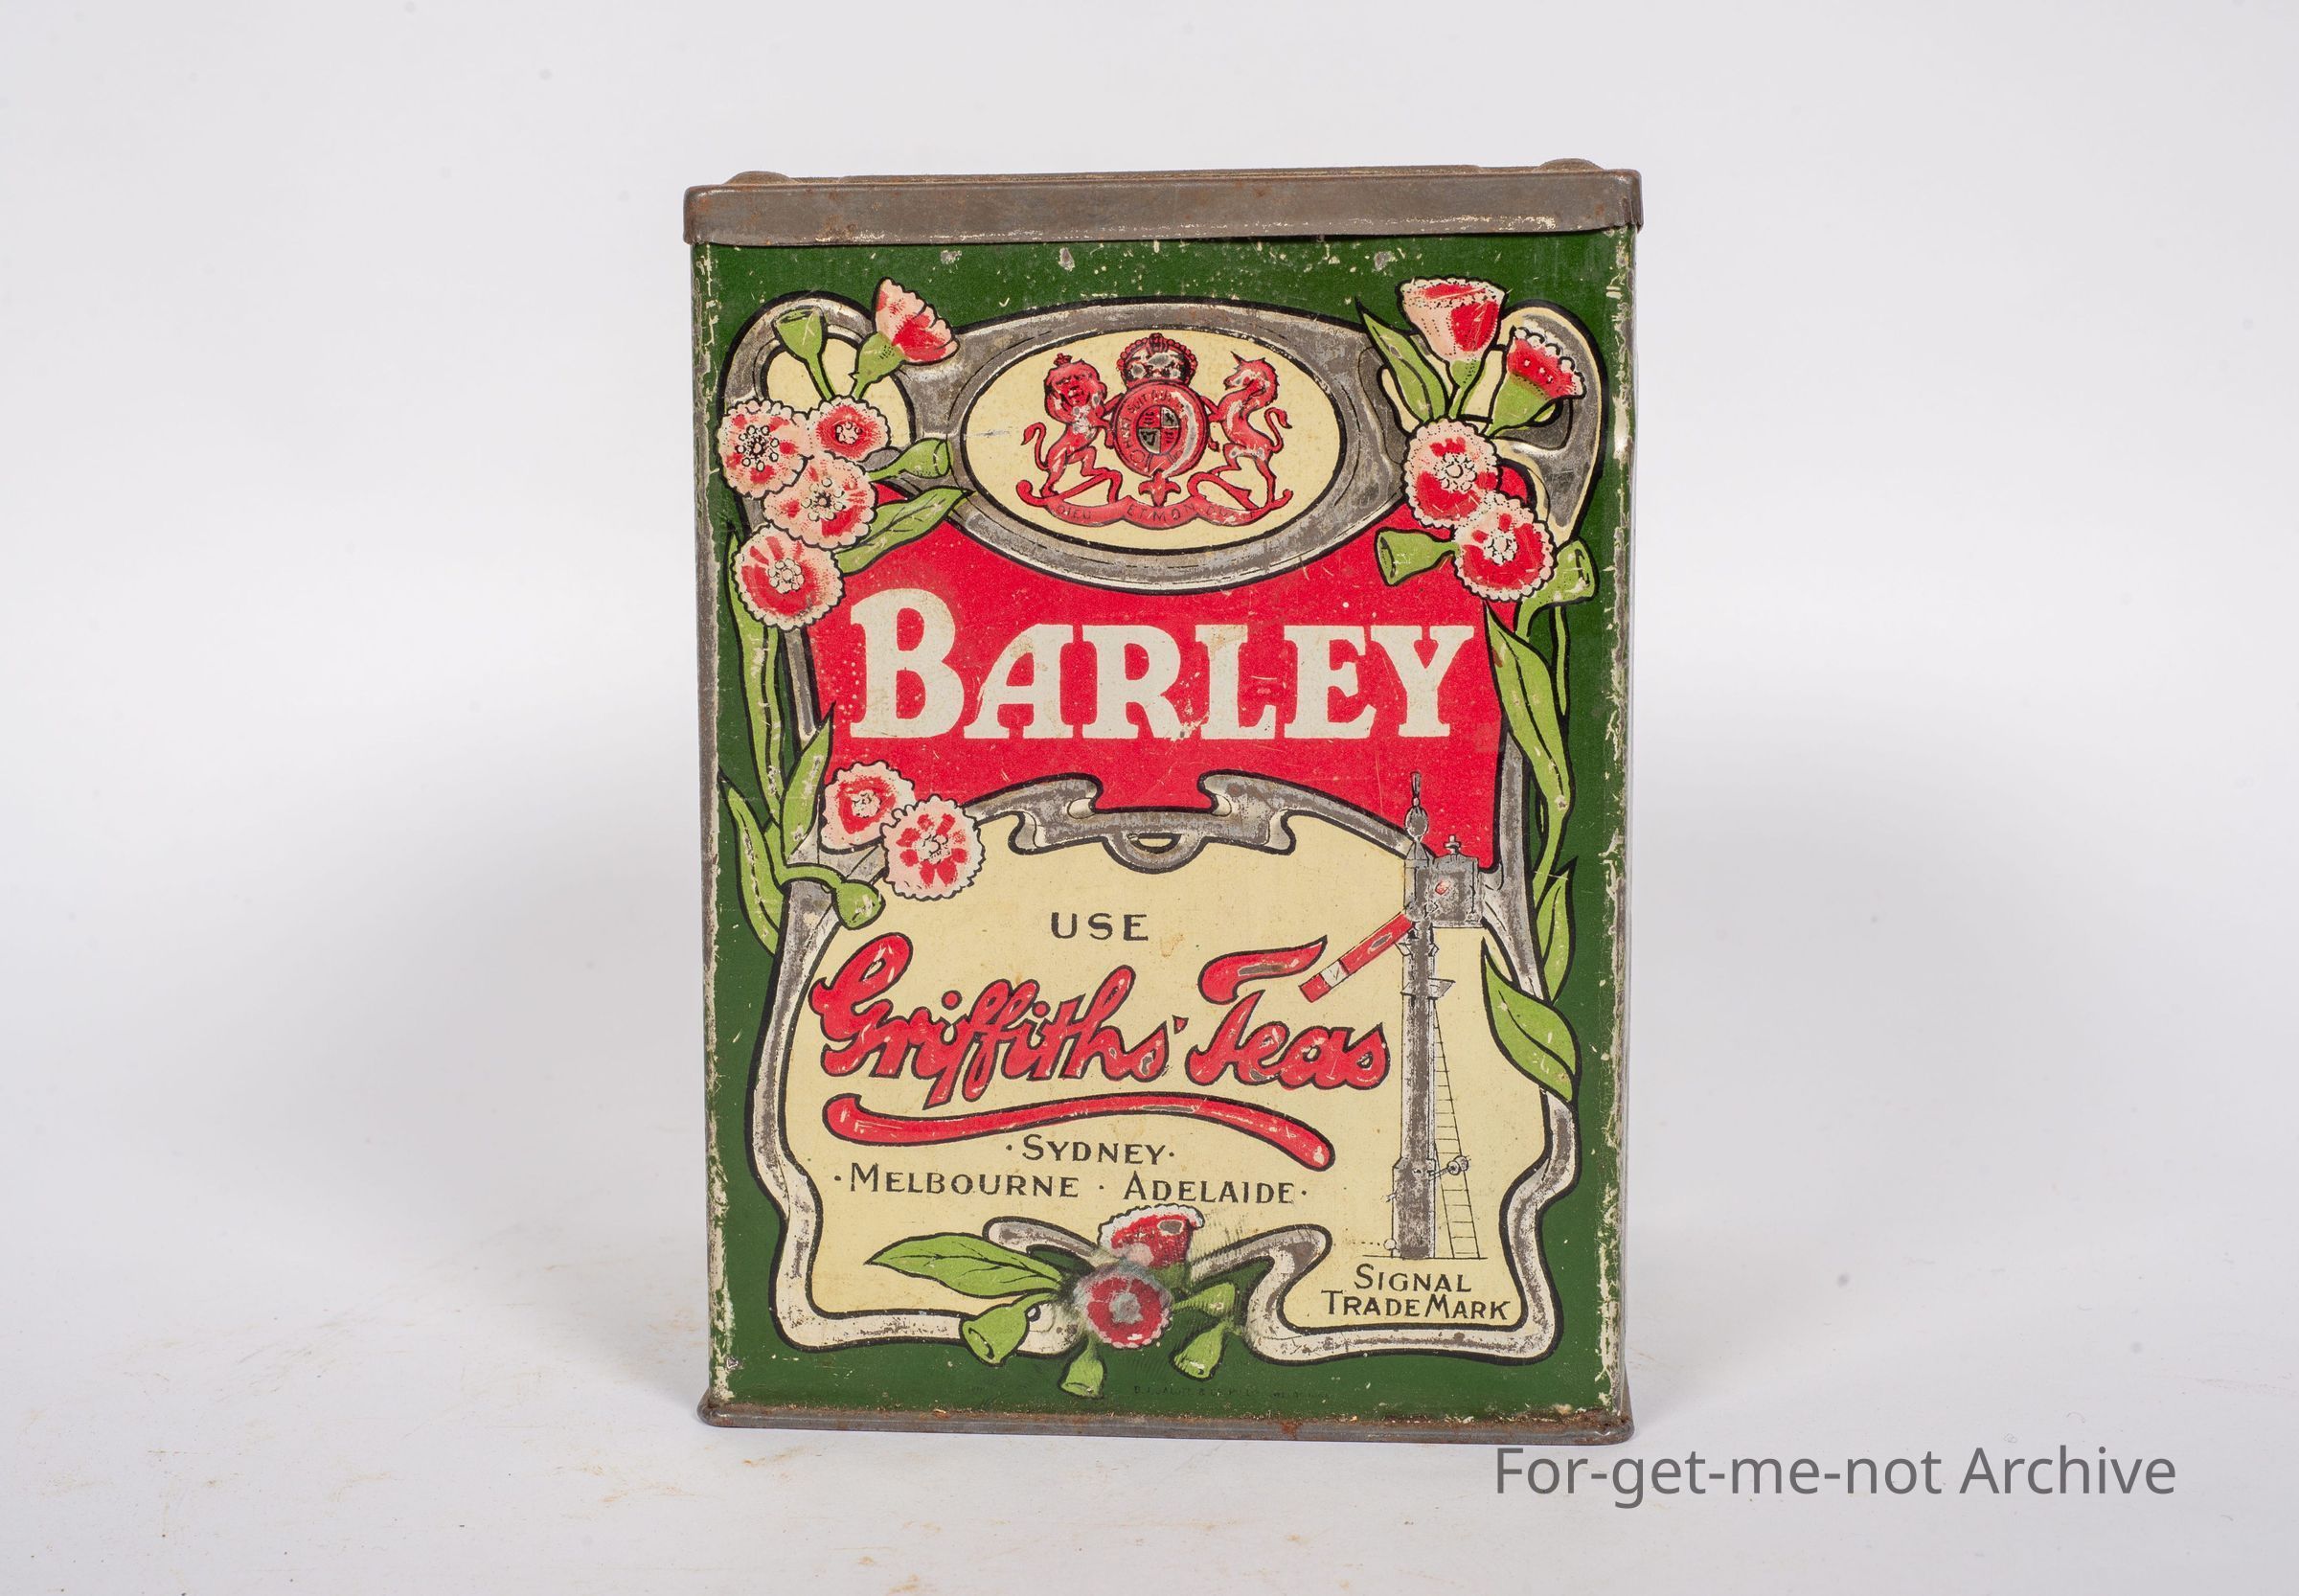 BARLEY
USE
Griffiths' Teas
·SYDNEY·
·MELBOURNE · ADELAIDE·
SIGNAL
TRADE MARK
For-get-me-not Archive